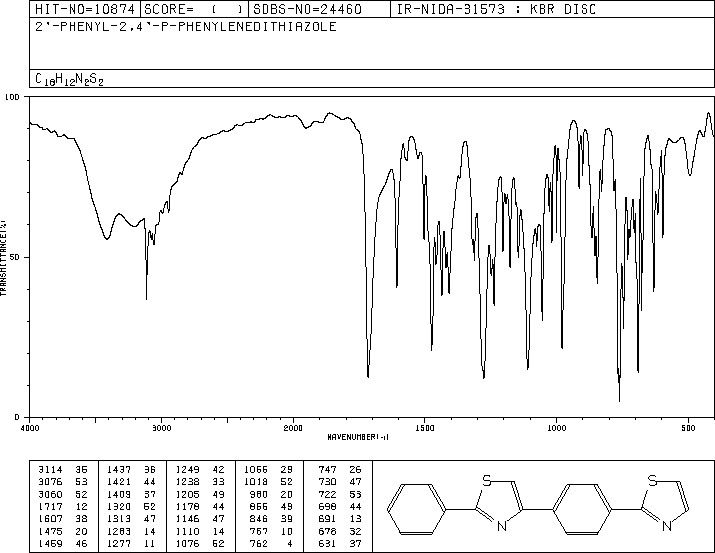 HIT-NO=10874 SCORE= ( ) SDBS-NO=24460 IR-NIDA-31573 : KBR DISC
2'-PHENYL-2,4'-P-PHENYLENEDITHIAZOLE
C18H12N2S2
100
TRANSMITTANCE(%)
50
0
4000 3000 2000 1500 1000 500
WAVENUMBER(-1)
3114 36 1437 36 1249 42 1066 29 747 26
3076 53 1421 44 1238 33 1018 52 730 47
3060 52 1409 37 1205 49 980 20 722 53
1717 12 1320 62 1178 44 866 49 698 44
1607 38 1313 47 1146 47 846 39 691 13
1475 20 1283 14 1110 14 767 10 678 32
1459 46 1277 11 1076 52 762 4 631 37
S S
N N